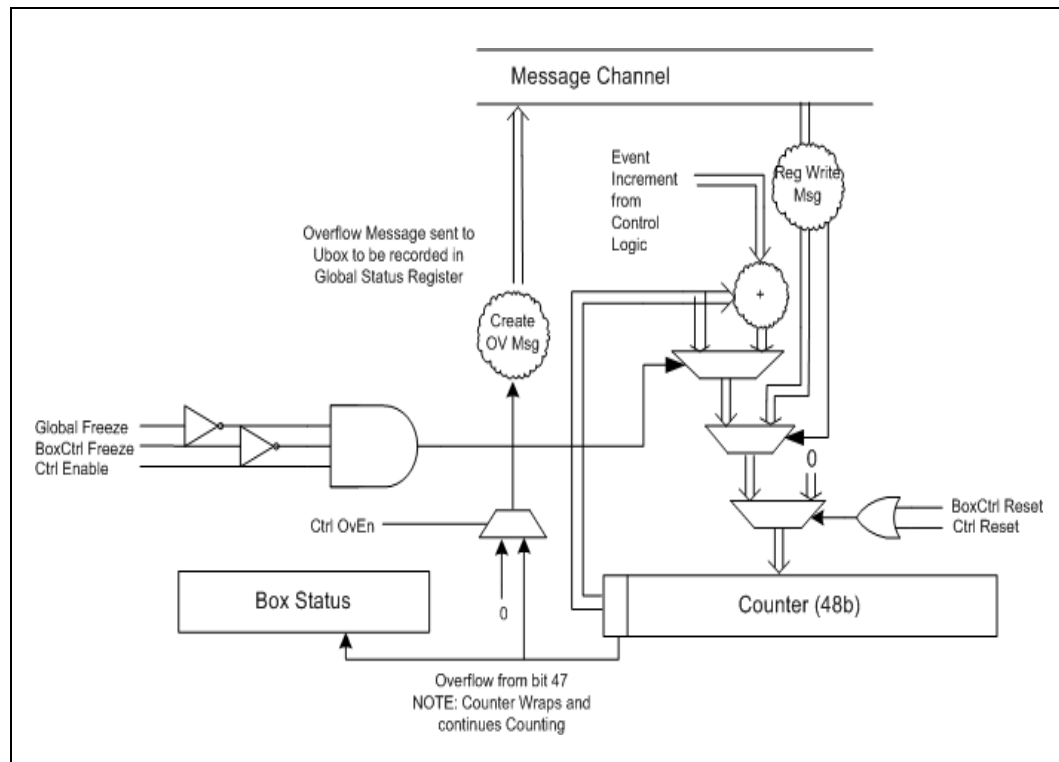 Message Channel
Event
Increment
from
Control
Logic
Reg Write
Msg
Overflow Message sent to
Ubox to be recorded in
Global Status Register
+
Create
OV Msg
Global Freeze
BoxCtrl Freeze
Ctrl Enable
0
BoxCtrl Reset
Ctrl Reset
Ctrl OvEn
0
Box Status
Counter (48b)
Overflow from bit 47
NOTE: Counter Wraps and
continues Counting